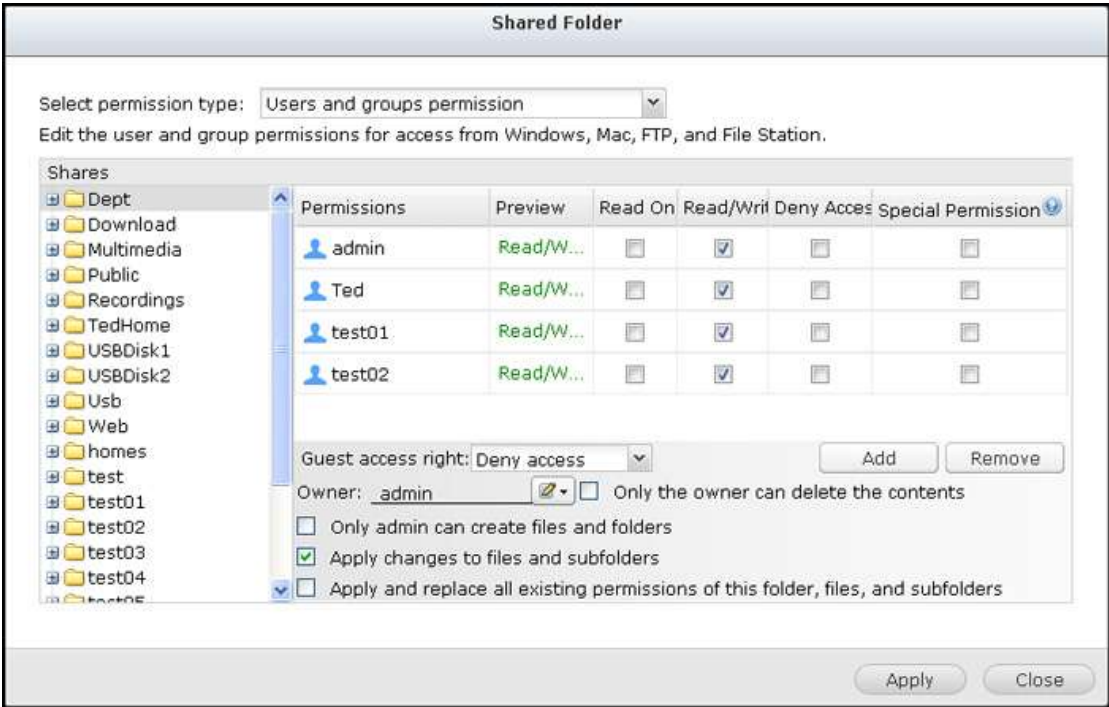 Shared Folder
Select permission type: Users and groups permission
Edit the user and group permissions for access from Windows, Mac, FTP, and File Station.
Shares
Dept
Download
Multimedia
Public
Recordings
TedHome
USBDisk1
USBDisk2
Usb
Web
homes
test
test01
test02
test03
test04
test05
Permissions Preview Read On Read/Writ Deny Acces Special Permission
admin Read/W...
Ted Read/W...
test01 Read/W...
test02 Read/W...
Guest access right: Deny access Add Remove
Owner: admin Only the owner can delete the contents
Only admin can create files and folders
Apply changes to files and subfolders
Apply and replace all existing permissions of this folder, files, and subfolders
Apply Close